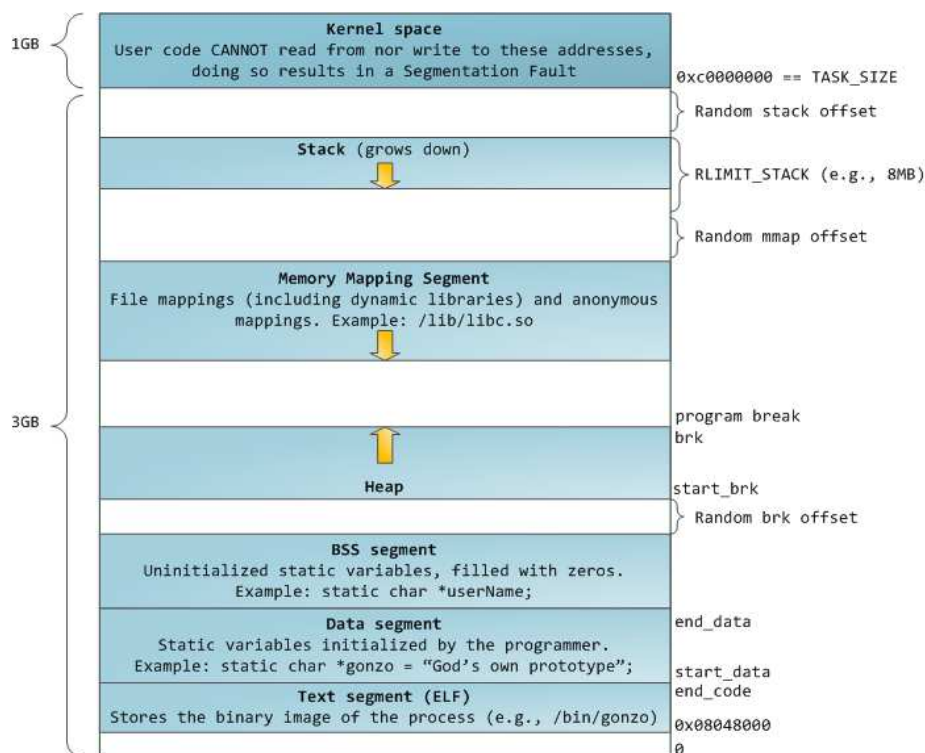 Kernel space
1GB
User code CANNOT read from nor write to these addresses,
doing so results in a Segmentation Fault
0xc0000000 == TASK_SIZE
Random stack offset
Stack (grows down)
RLIMIT_STACK (e.g., 8MB)
Random mmap offset
Memory Mapping Segment
File mappings (including dynamic libraries) and anonymous
mappings. Example: /lib/libc.so
3GB
program break
brk
Heap
start_brk
Random brk offset
BSS segment
Uninitialized static variables, filled with zeros.
Example: static char *userName;
Data segment
end_data
Static variables initialized by the programmer.
Example: static char *gonzo = “God’s own prototype”;
start_data
end_code
Text segment (ELF)
Stores the binary image of the process (e.g., /bin/gonzo)
0x08048000
0